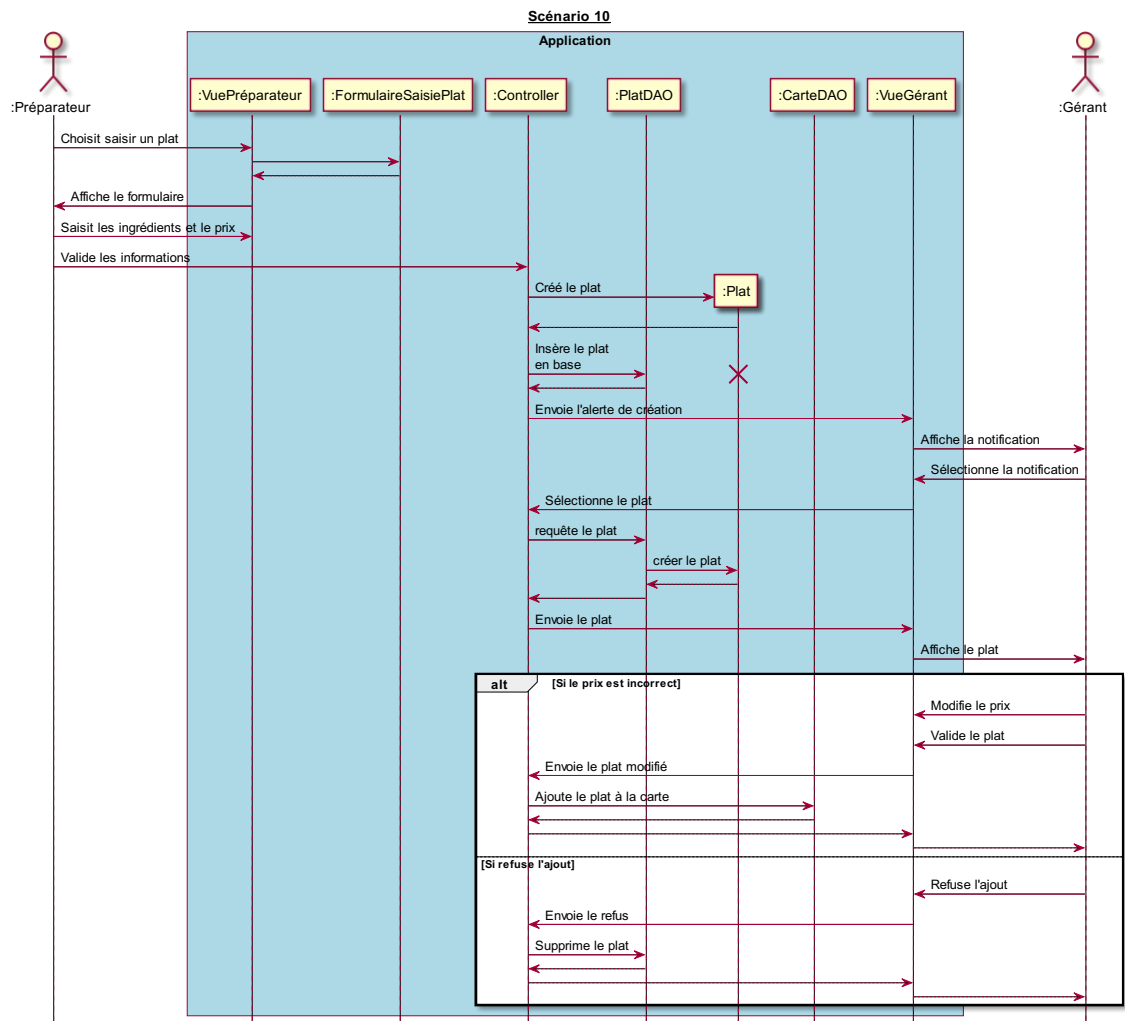 Scénario 10
Application
:Préparateur
:VuePréparateur
:FormulaireSaisiePlat
:Controller
:PlatDAO
:CarteDAO
:VueGérant
:Gérant
Choisit saisir un plat
Affiche le formulaire
Saisit les ingrédients et le prix
Valide les informations
Créé le plat
:Plat
Insère le plat
en base
Envoie l'alerte de création
Affiche la notification
Sélectionne la notification
Sélectionne le plat
requête le plat
créer le plat
Envoie le plat
Affiche le plat
alt
[Si le prix est incorrect]
Modifie le prix
Valide le plat
Envoie le plat modifié
Ajoute le plat à la carte
[Si refuse l'ajout]
Refuse l'ajout
Envoie le refus
Supprime le plat